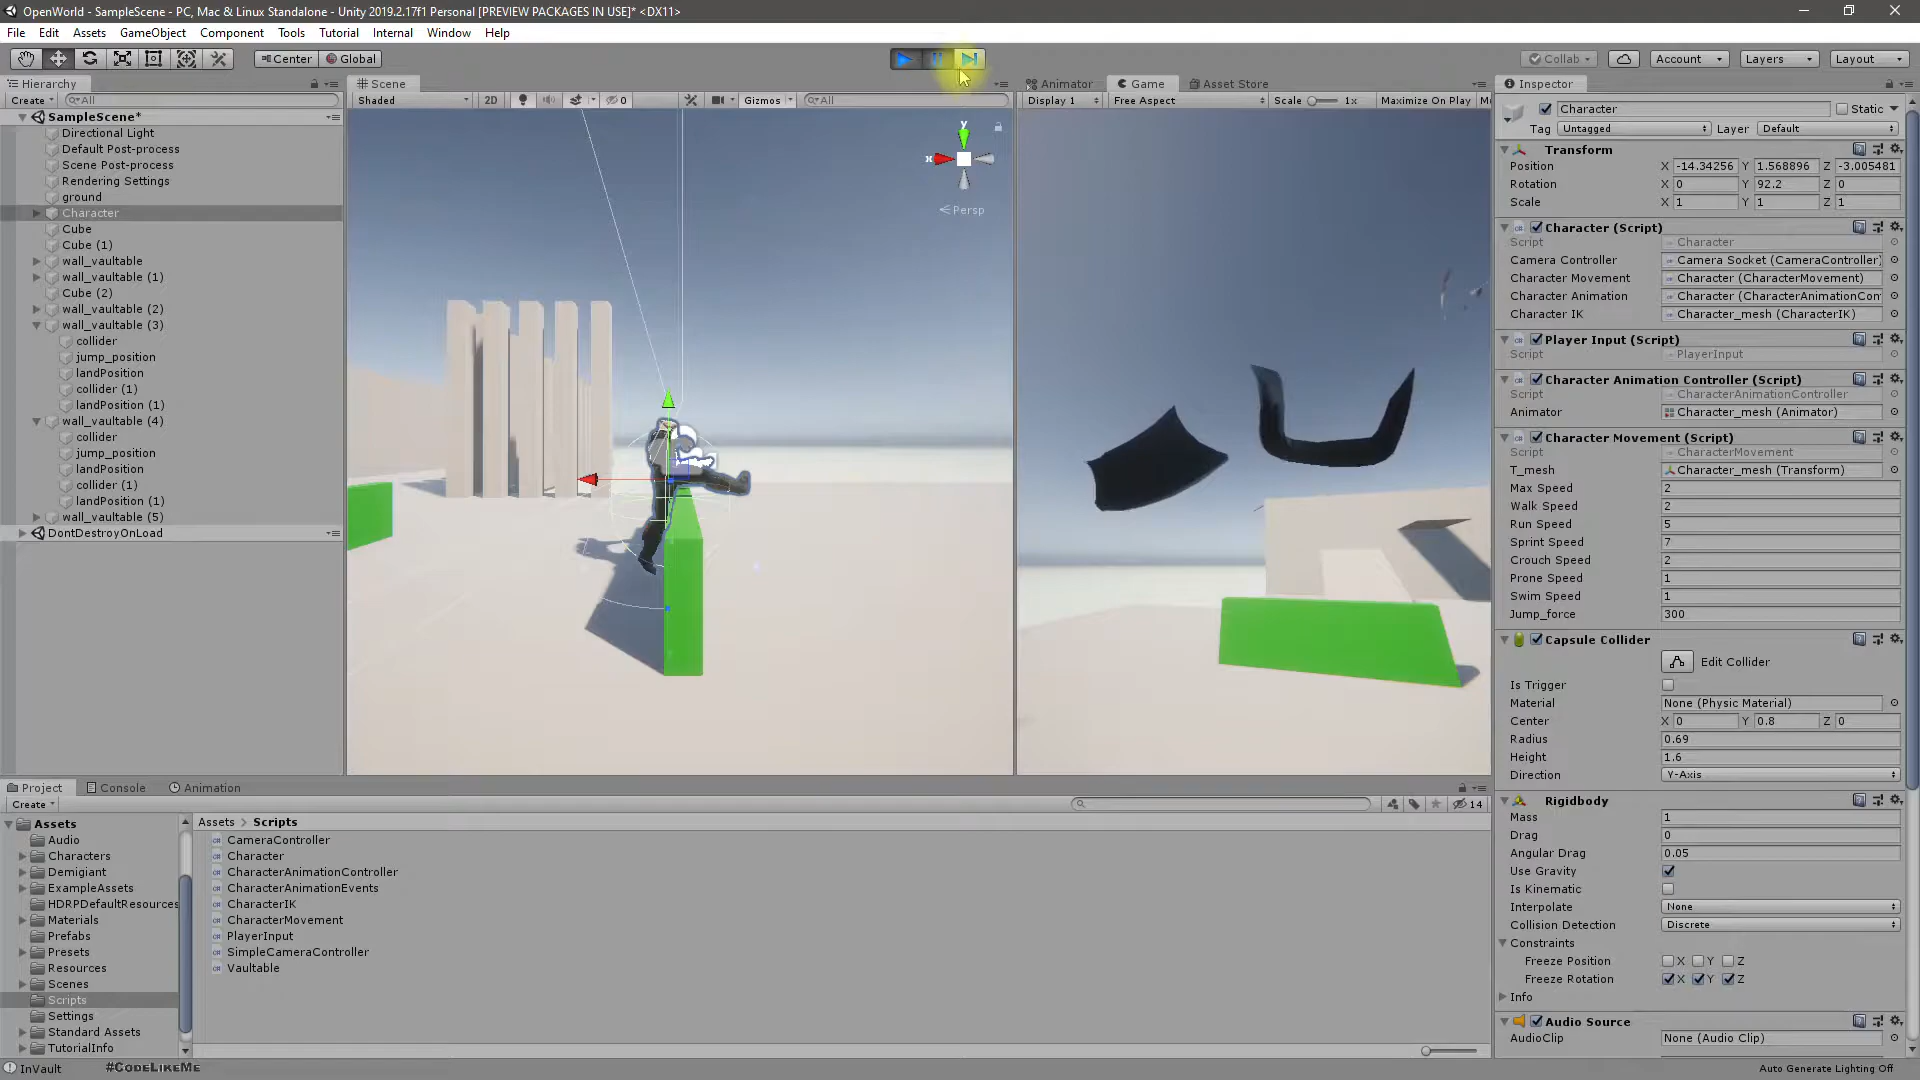 OpenWorld - SampleScene - PC, Mac & Linux Standalone - Unity 2019.2.17f1 Personal [PREVIEW PACKAGES IN USE]* <DX11>
File Edit Assets GameObject Component Tools Tutorial Internal Window Help
Center Global Collab Account Layers Layout
Hierarchy
Create All
SampleScene*
Directional Light
Default Post-process
Scene Post-process
Rendering Settings
ground
Character
Cube
Cube (1)
wall_vaultable
wall_vaultable (1)
Cube (2)
wall_vaultable (2)
wall_vaultable (3)
collider
jump_position
landPosition
collider (1)
landPosition (1)
wall_vaultable (4)
collider
jump_position
landPosition
collider (1)
landPosition (1)
wall_vaultable (5)
DontDestroyOnLoad
Scene
Shaded 2D 0 Gizmos All
y
x
Persp
Animator Game Asset Store
Display 1 Free Aspect Scale 1x Maximize On Play
Inspector
Character Static
Tag Untagged Layer Default
Transform
Position X -14.34256 Y 1.568896 Z -3.005481
Rotation X 0 Y 92.2 Z 0
Scale X 1 Y 1 Z 1
Character (Script)
Script Character
Camera Controller Camera Socket (CameraController)
Character Movement Character (CharacterMovement)
Character Animation Character (CharacterAnimationCon
Character IK Character_mesh (CharacterIK)
Player Input (Script)
Script PlayerInput
Character Animation Controller (Script)
Script CharacterAnimationController
Animator Character_mesh (Animator)
Character Movement (Script)
Script CharacterMovement
T_mesh Character_mesh (Transform)
Max Speed 2
Walk Speed 2
Run Speed 5
Sprint Speed 7
Crouch Speed 2
Prone Speed 1
Swim Speed 1
Jump_force 300
Capsule Collider
Edit Collider
Is Trigger
Material None (Physic Material)
Center X 0 Y 0.8 Z 0
Radius 0.69
Height 1.6
Direction Y-Axis
Rigidbody
Mass 1
Drag 0
Angular Drag 0.05
Use Gravity
Is Kinematic
Interpolate None
Collision Detection Discrete
Constraints
Freeze Position X Y Z
Freeze Rotation X Y Z
Info
Audio Source
AudioClip None (Audio Clip)
Project Console Animation
Create 14
Assets
Audio
Characters
Demigiant
ExampleAssets
HDRPDefaultResources
Materials
Prefabs
Presets
Resources
Scenes
Scripts
Settings
Standard Assets
TutorialInfo
Assets > Scripts
CameraController
Character
CharacterAnimationController
CharacterAnimationEvents
CharacterIK
CharacterMovement
PlayerInput
SimpleCameraController
Vaultable
InVault #CODELIKEME Auto Generate Lighting Off